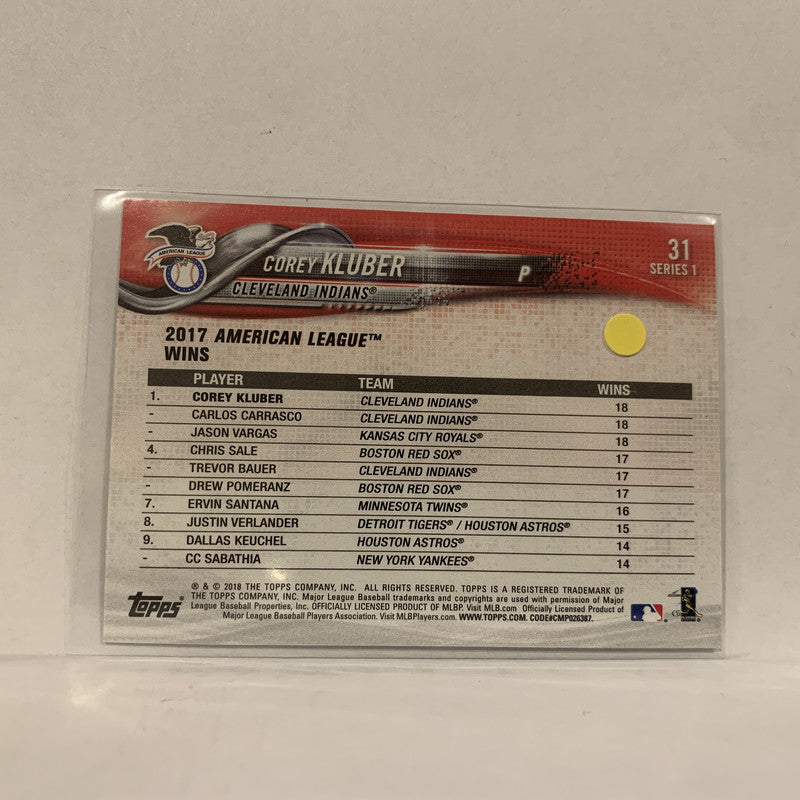 AMERICAN LEAGUE
COREY KLUBER
P
31
SERIES 1
CLEVELAND INDIANS®
2017 AMERICAN LEAGUE™
WINS
PLAYER TEAM WINS
1. COREY KLUBER CLEVELAND INDIANS® 18
- CARLOS CARRASCO CLEVELAND INDIANS® 18
- JASON VARGAS KANSAS CITY ROYALS® 18
4. CHRIS SALE BOSTON RED SOX® 17
- TREVOR BAUER CLEVELAND INDIANS® 17
- DREW POMERANZ BOSTON RED SOX® 17
7. ERVIN SANTANA MINNESOTA TWINS® 16
8. JUSTIN VERLANDER DETROIT TIGERS® / HOUSTON ASTROS® 15
9. DALLAS KEUCHEL HOUSTON ASTROS® 14
- CC SABATHIA NEW YORK YANKEES® 14
Topps®
® & © 2018 THE TOPPS COMPANY, INC. ALL RIGHTS RESERVED. TOPPS IS A REGISTERED TRADEMARK OF
THE TOPPS COMPANY, INC. Major League Baseball trademarks and copyrights are used with permission of Major
League Baseball Properties, Inc. OFFICIALLY LICENSED PRODUCT OF MLBP. Visit MLB.com Officially Licensed Product of
Major League Baseball Players Association. Visit MLBPlayers.com. WWW.TOPPS.COM. CODE#CMP026387.